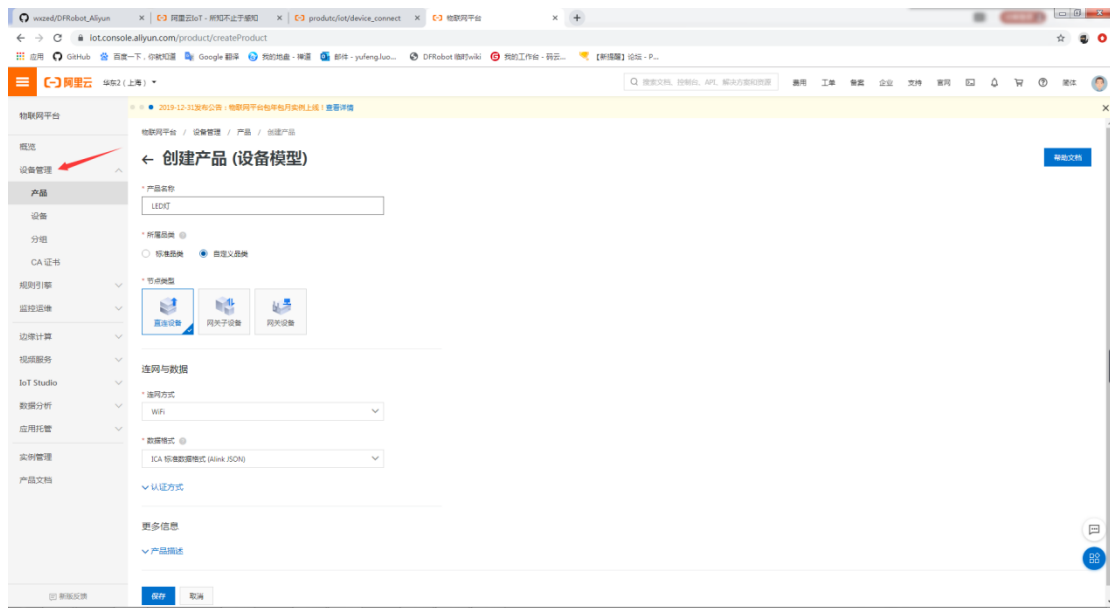 wxzed/DFRobot_Aliyun
阿里云IoT - 所知不止于感知
produtc/iot/device_connect
物联网平台
iot.console.aliyun.com/product/createProduct
应用
GitHub
百度一下，你就知道
Google 翻译
我的地盘 - 禅道
邮件 - yufeng.luo...
DFRobot 临时wiki
我的工作台 - 码云...
【新提醒】论坛 - P...
阿里云
华东2 (上海)
搜索文档、控制台、API、解决方案和资源
费用
工单
备案
企业
支持
官网
简体
物联网平台
2019-12-31发布公告：物联网平台包年包月实例上线！查看详情
物联网平台 / 设备管理 / 产品 / 创建产品
概览
设备管理
产品
设备
分组
CA 证书
规则引擎
监控运维
边缘计算
视频服务
IoT Studio
数据分析
应用托管
实例管理
产品文档
新版反馈
← 创建产品 (设备模型)
帮助文档
* 产品名称
LED灯
* 所属品类
标准品类
自定义品类
* 节点类型
直连设备
网关子设备
网关设备
连网与数据
* 连网方式
WiFi
* 数据格式
ICA 标准数据格式 (Alink JSON)
认证方式
更多信息
产品描述
保存
取消